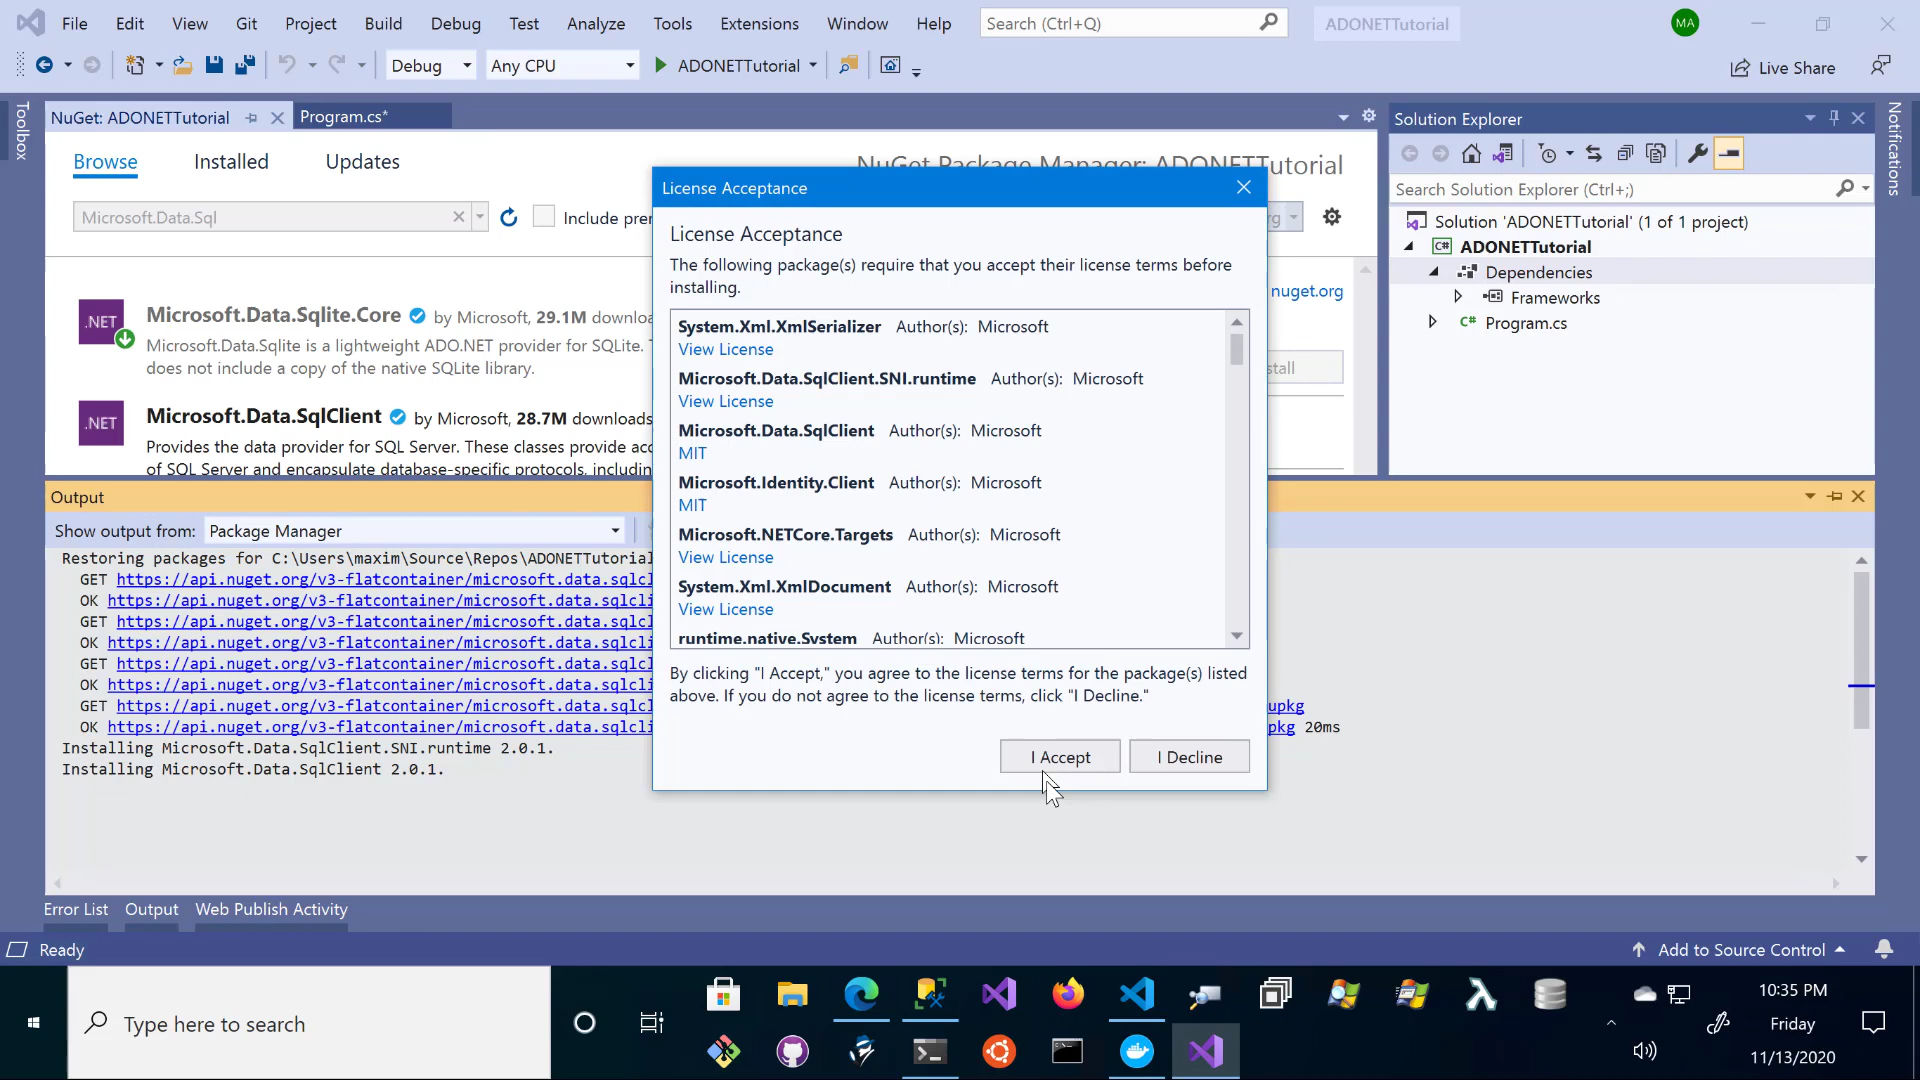 File Edit View Git Project Build Debug Test Analyze Tools Extensions Window Help Search (Ctrl+Q) ADONETTutorial MA
Debug Any CPU ADONETTutorial Live Share
Toolbox
NuGet: ADONETTutorial Program.cs*
Browse Installed Updates
NuGet Package Manager: ADONETTutorial
Microsoft.Data.Sql Include prer
nuget.org
.NET Microsoft.Data.Sqlite.Core by Microsoft, 29.1M downloa
Microsoft.Data.Sqlite is a lightweight ADO.NET provider for SQLite.
does not include a copy of the native SQLite library.
.NET Microsoft.Data.SqlClient by Microsoft, 28.7M downloads
Provides the data provider for SQL Server. These classes provide acc
of SQL Server and encapsulate database-specific protocols, including
License Acceptance
License Acceptance
The following package(s) require that you accept their license terms before
installing.
System.Xml.XmlSerializer Author(s): Microsoft
View License
Microsoft.Data.SqlClient.SNI.runtime Author(s): Microsoft
View License
Microsoft.Data.SqlClient Author(s): Microsoft
MIT
Microsoft.Identity.Client Author(s): Microsoft
MIT
Microsoft.NETCore.Targets Author(s): Microsoft
View License
System.Xml.XmlDocument Author(s): Microsoft
View License
runtime.native.System Author(s): Microsoft
By clicking "I Accept," you agree to the license terms for the package(s) listed
above. If you do not agree to the license terms, click "I Decline."
I Accept I Decline
Solution Explorer
Search Solution Explorer (Ctrl+;)
Solution 'ADONETTutorial' (1 of 1 project)
C# ADONETTutorial
Dependencies
Frameworks
C# Program.cs
Notifications
Output
Show output from: Package Manager
Restoring packages for C:\Users\maxim\Source\Repos\ADONETTutorial
GET https://api.nuget.org/v3-flatcontainer/microsoft.data.sqlcl
OK https://api.nuget.org/v3-flatcontainer/microsoft.data.sqlcli
GET https://api.nuget.org/v3-flatcontainer/microsoft.data.sqlcl
OK https://api.nuget.org/v3-flatcontainer/microsoft.data.sqlcli
GET https://api.nuget.org/v3-flatcontainer/microsoft.data.sqlcl
OK https://api.nuget.org/v3-flatcontainer/microsoft.data.sqlcli
GET https://api.nuget.org/v3-flatcontainer/microsoft.data.sqlcl upkg
OK https://api.nuget.org/v3-flatcontainer/microsoft.data.sqlcli pkg 20ms
Installing Microsoft.Data.SqlClient.SNI.runtime 2.0.1.
Installing Microsoft.Data.SqlClient 2.0.1.
Error List Output Web Publish Activity
Ready Add to Source Control
Type here to search
10:35 PM
Friday
11/13/2020